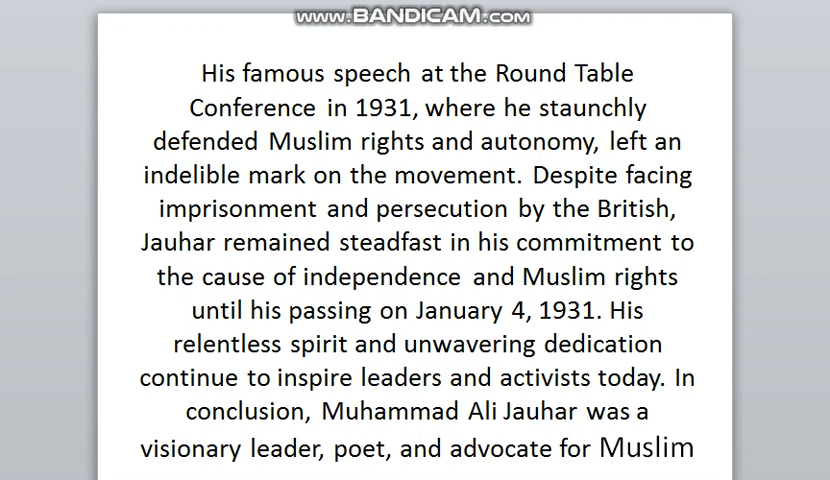 www.BANDICAM.com
His famous speech at the Round Table
Conference in 1931, where he staunchly
defended Muslim rights and autonomy, left an
indelible mark on the movement. Despite facing
imprisonment and persecution by the British,
Jauhar remained steadfast in his commitment to
the cause of independence and Muslim rights
until his passing on January 4, 1931. His
relentless spirit and unwavering dedication
continue to inspire leaders and activists today. In
conclusion, Muhammad Ali Jauhar was a
visionary leader, poet, and advocate for Muslim